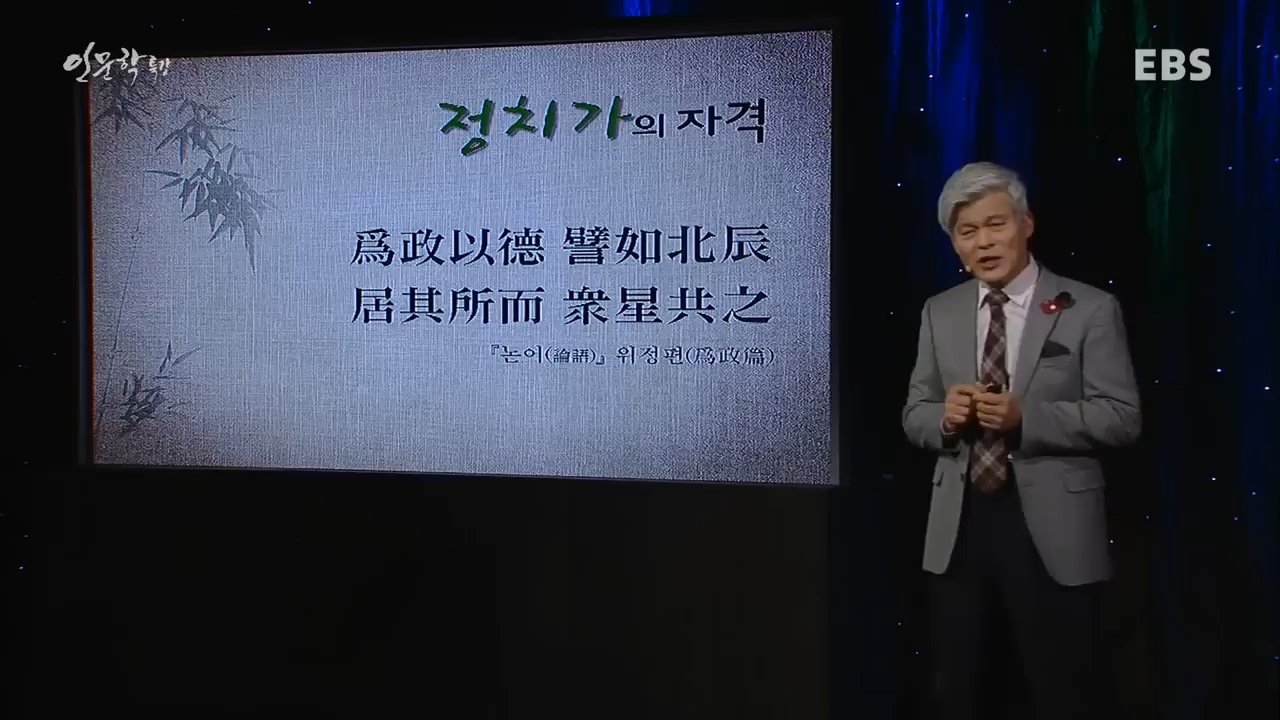 인문학 특강
EBS
정치가의 자격
爲政以德 譬如北辰
居其所而 衆星共之
『논어(論語)』 위정편(爲政篇)